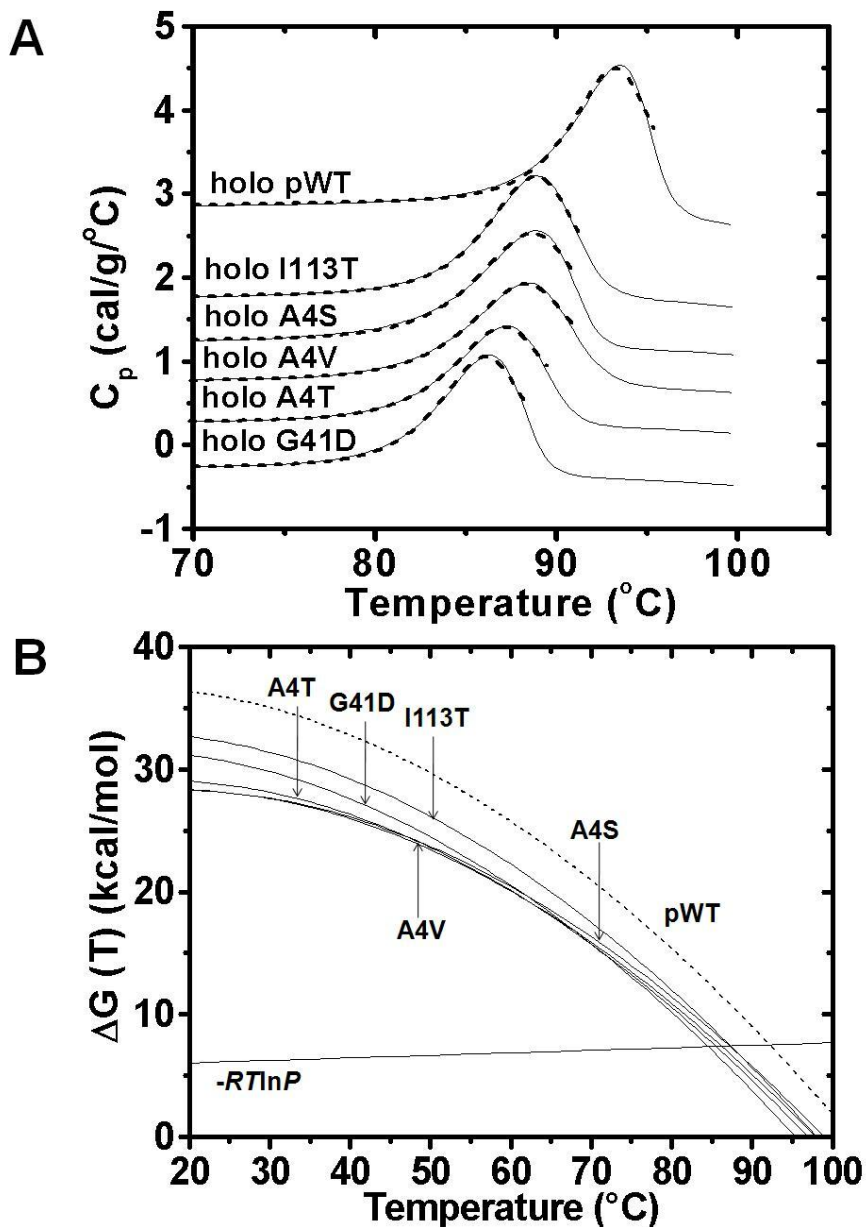 A
5
4
3
2
1
0
-1
C_p (cal/g/°C)
holo pWT
holo I113T
holo A4S
holo A4V
holo A4T
holo G41D
70 80 90 100
Temperature (°C)
B
40
30
20
10
0
ΔG (T) (kcal/mol)
A4T
G41D
I113T
A4S
pWT
A4V
-RTlnP
20 30 40 50 60 70 80 90 100
Temperature (°C)